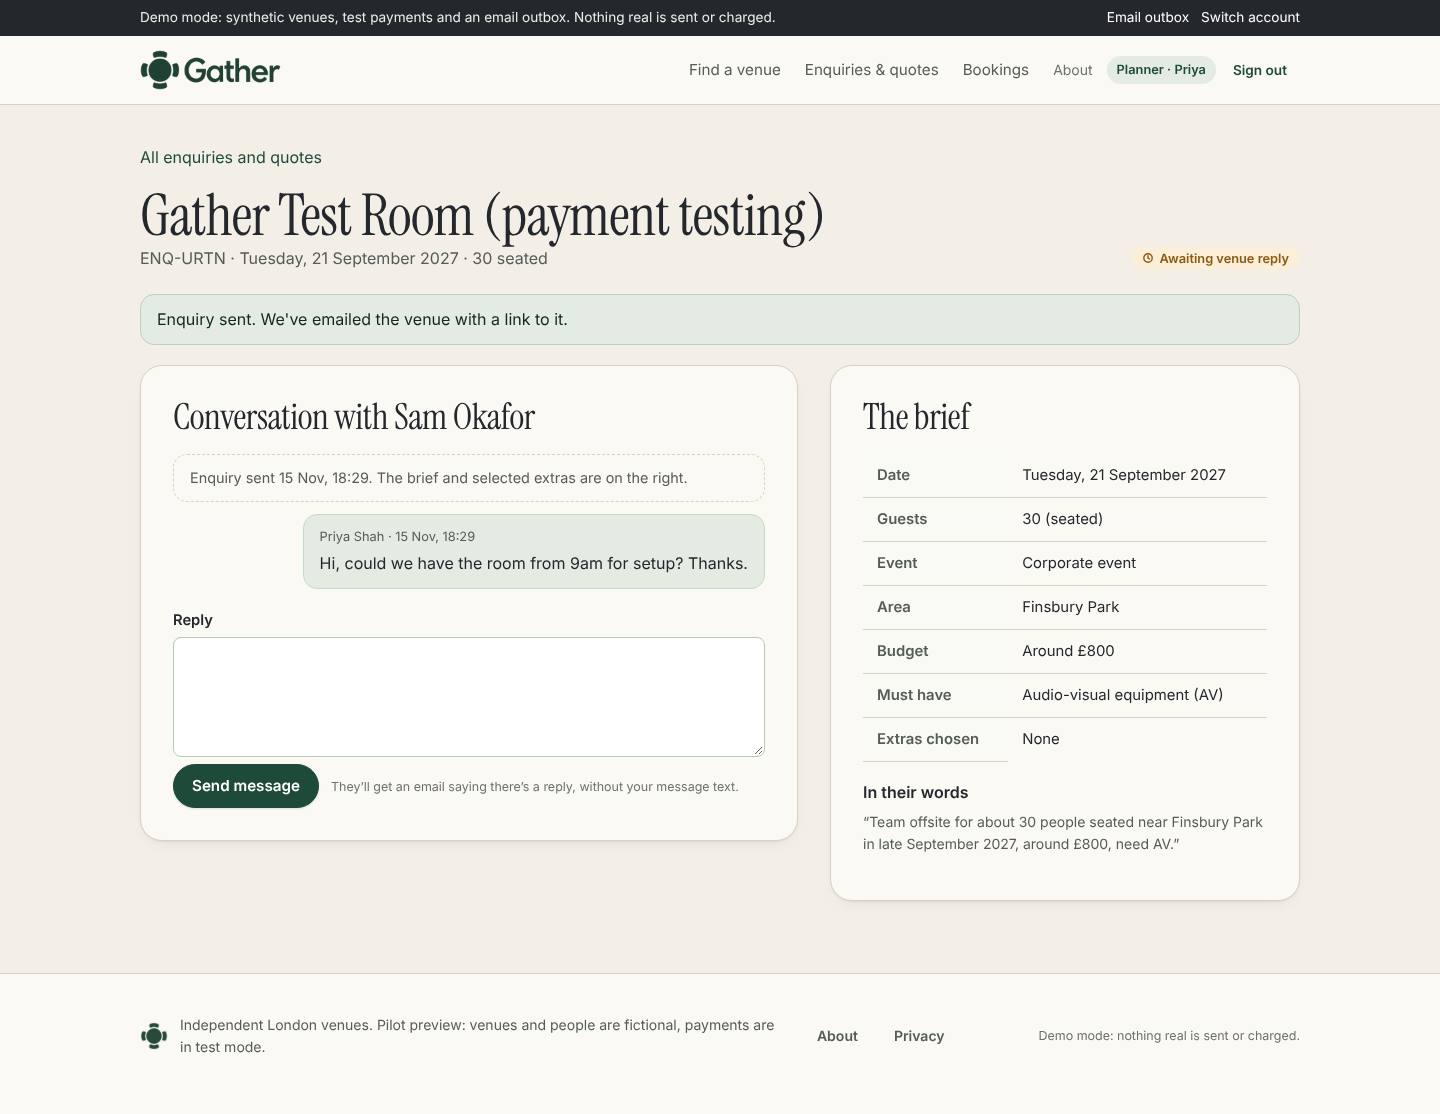 Demo mode: synthetic venues, test payments and an email outbox. Nothing real is sent or charged.
Email outbox Switch account
Gather
Find a venue Enquiries & quotes Bookings About Planner · Priya Sign out
All enquiries and quotes
Gather Test Room (payment testing)
ENQ-URTN · Tuesday, 21 September 2027 · 30 seated
Awaiting venue reply
Enquiry sent. We've emailed the venue with a link to it.
Conversation with Sam Okafor
Enquiry sent 15 Nov, 18:29. The brief and selected extras are on the right.
Priya Shah · 15 Nov, 18:29
Hi, could we have the room from 9am for setup? Thanks.
Reply
Send message
They’ll get an email saying there’s a reply, without your message text.
The brief
Date Tuesday, 21 September 2027
Guests 30 (seated)
Event Corporate event
Area Finsbury Park
Budget Around £800
Must have Audio-visual equipment (AV)
Extras chosen None
In their words
“Team offsite for about 30 people seated near Finsbury Park
in late September 2027, around £800, need AV.”
Independent London venues. Pilot preview: venues and people are fictional, payments are
in test mode.
About Privacy
Demo mode: nothing real is sent or charged.